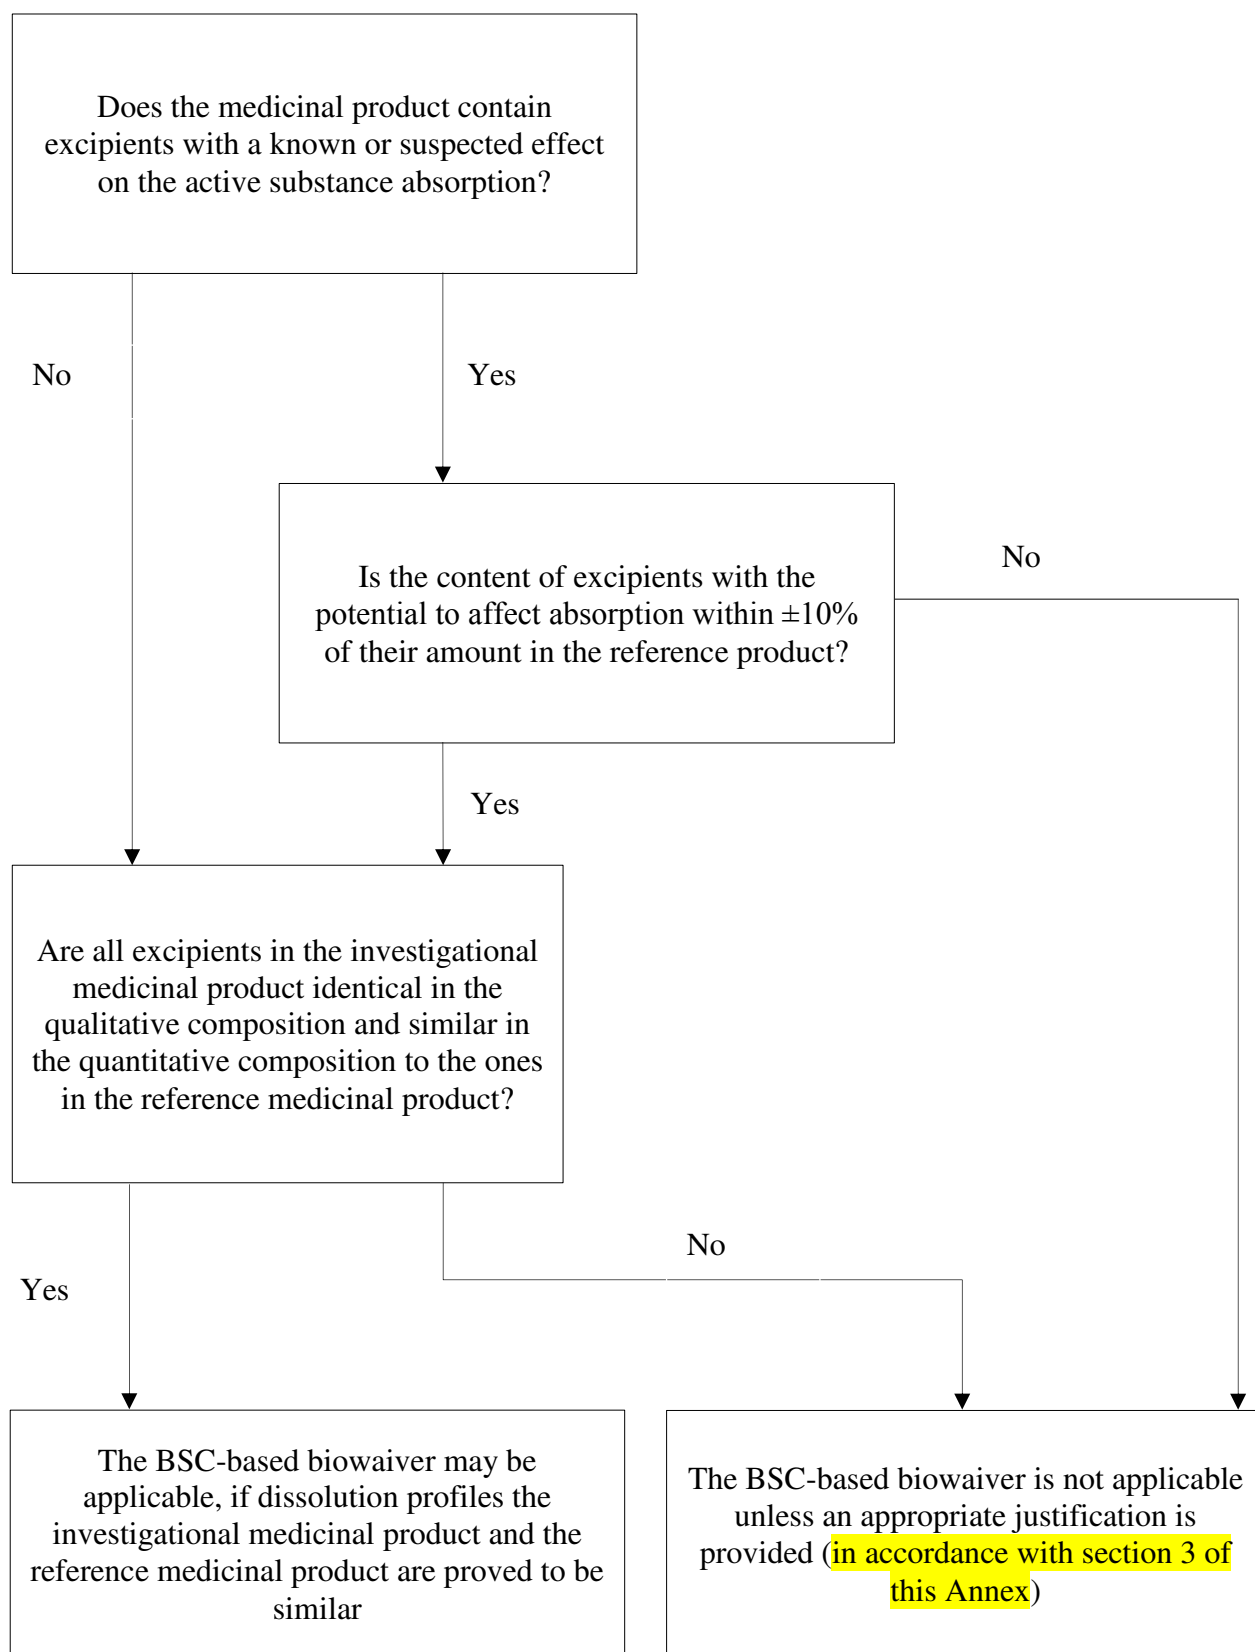 Does the medicinal product contain
excipients with a known or suspected effect
on the active substance absorption?
No
Yes
Is the content of excipients with the
potential to affect absorption within ±10%
of their amount in the reference product?
No
Yes
Are all excipients in the investigational
medicinal product identical in the
qualitative composition and similar in
the quantitative composition to the ones
in the reference medicinal product?
No
Yes
The BSC-based biowaiver may be
applicable, if dissolution profiles the
investigational medicinal product and the
reference medicinal product are proved to be
similar
The BSC-based biowaiver is not applicable
unless an appropriate justification is
provided (in accordance with section 3 of
this Annex)